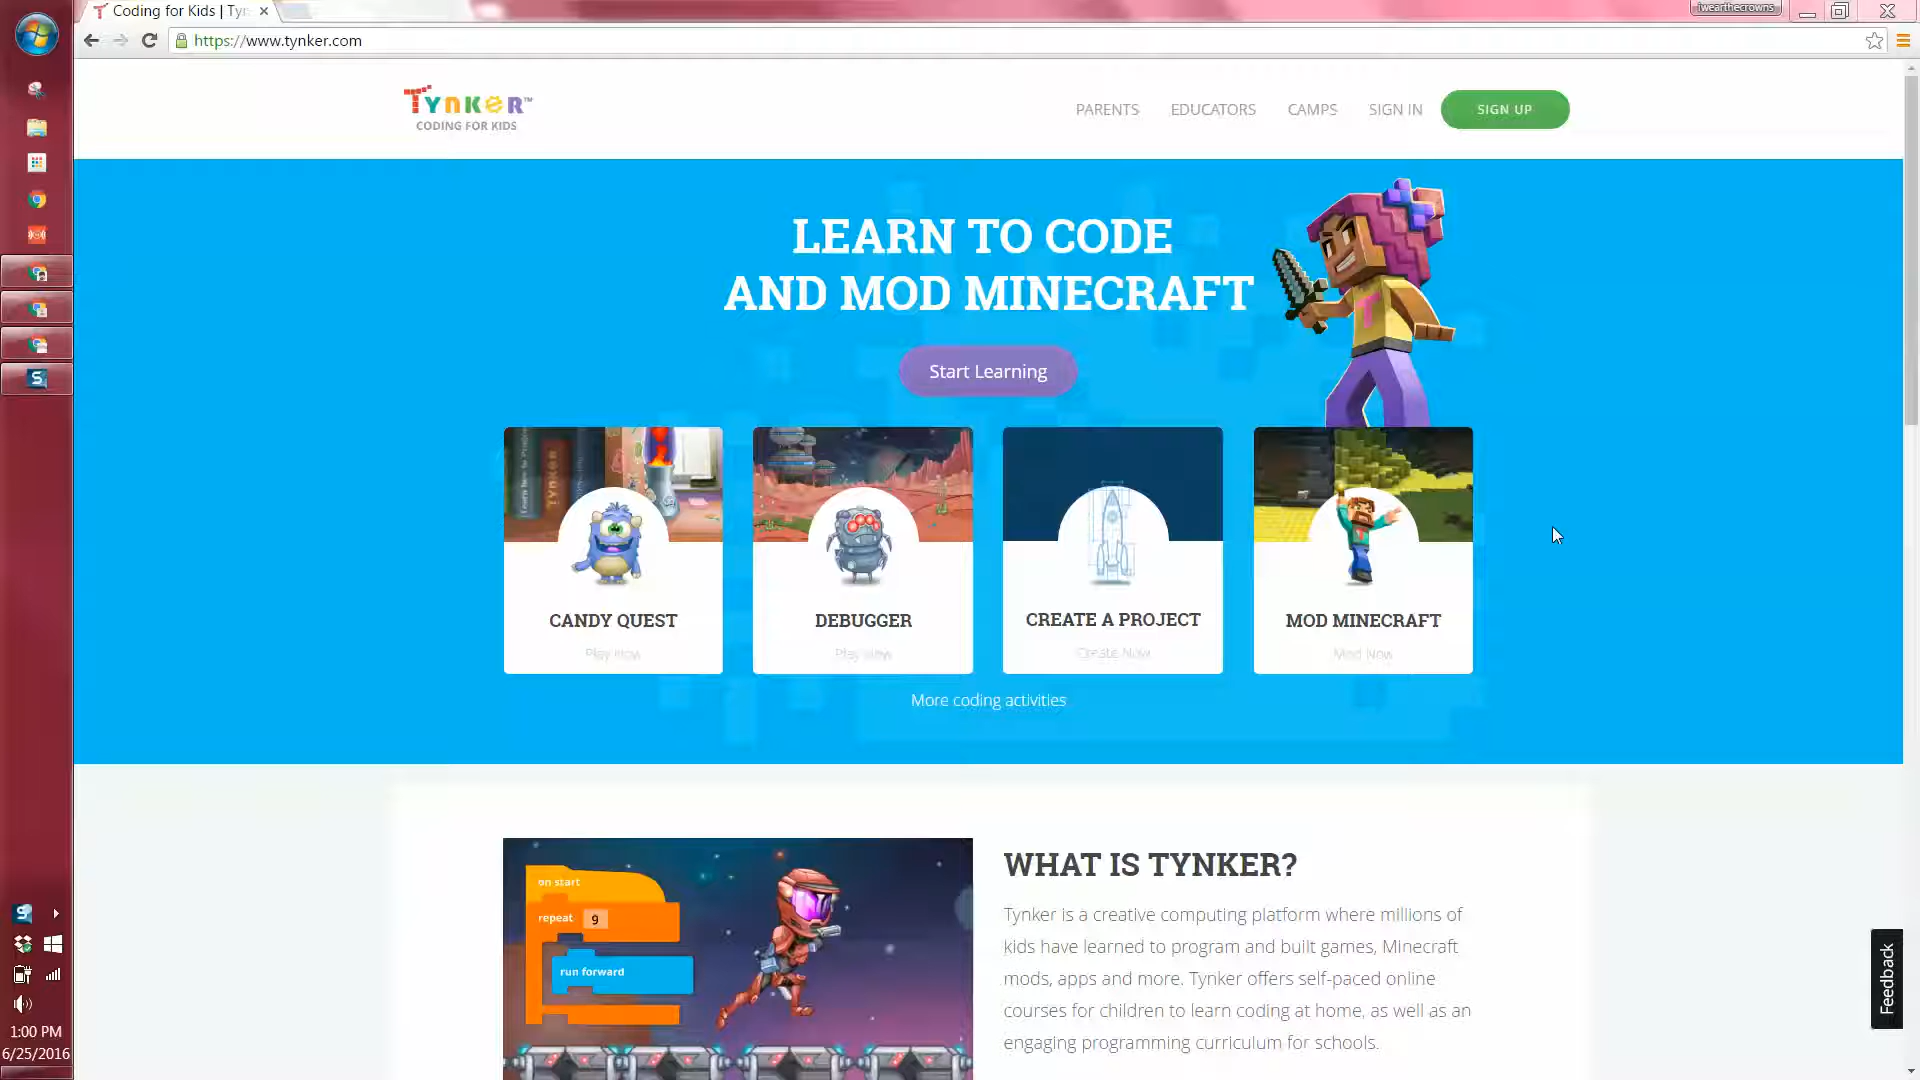 Coding for Kids | Tyn
iwearthecrowns
https://www.tynker.com
TYNKER™
CODING FOR KIDS
PARENTS
EDUCATORS
CAMPS
SIGN IN
SIGN UP
LEARN TO CODE
AND MOD MINECRAFT
Start Learning
TYNKER
CANDY QUEST
Play Now
DEBUGGER
Play Now
CREATE A PROJECT
Create Now
MOD MINECRAFT
Mod Now
More coding activities
on start
repeat 9
run forward
WHAT IS TYNKER?
Tynker is a creative computing platform where millions of
kids have learned to program and built games, Minecraft
mods, apps and more. Tynker offers self-paced online
courses for children to learn coding at home, as well as an
engaging programming curriculum for schools.
Feedback
1:00 PM
6/25/2016